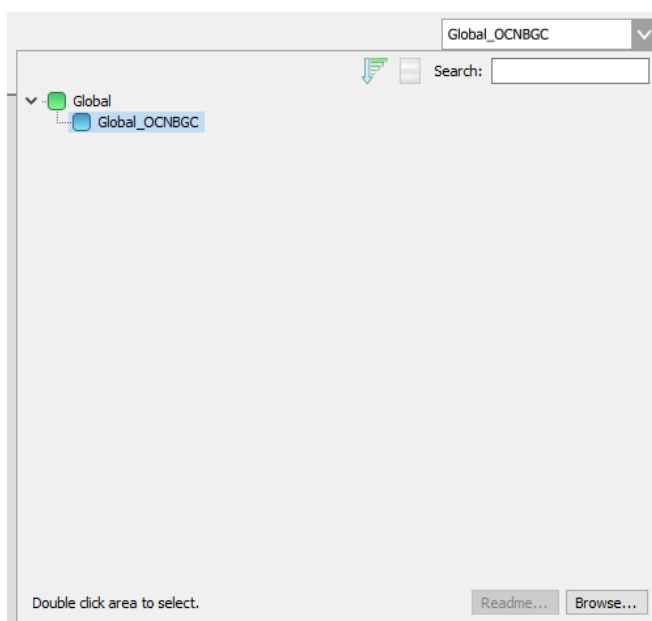 Global_OCNBGC
Search:
Global
Global_OCNBGC
Double click area to select.
Readme...
Browse...